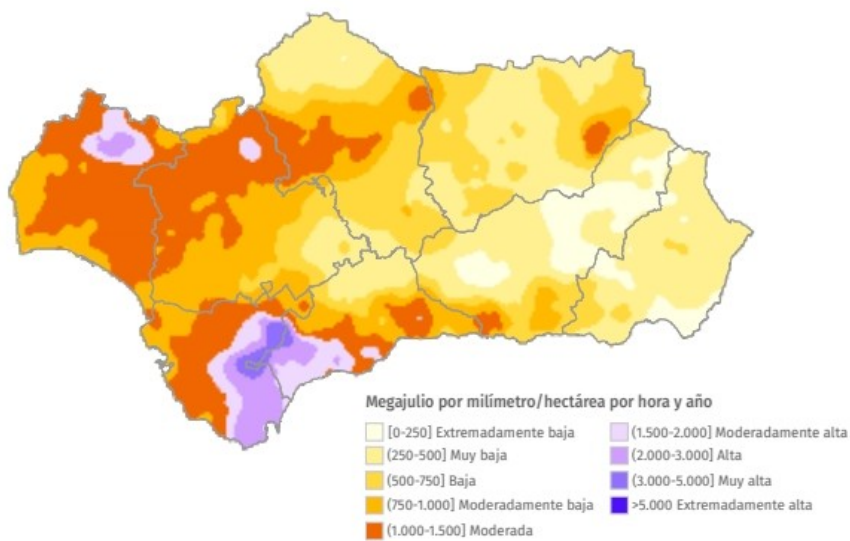 Megajulio por milímetro/hectárea por hora y año
[0-250] Extremadamente baja
(250-500] Muy baja
(500-750] Baja
(750-1.000] Moderadamente baja
(1.000-1.500] Moderada
(1.500-2.000] Moderadamente alta
(2.000-3.000] Alta
(3.000-5.000] Muy alta
>5.000 Extremadamente alta